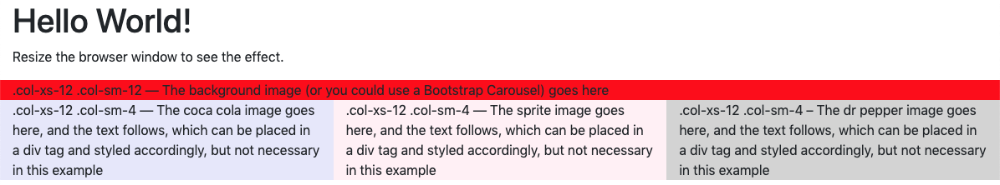 Hello World!
Resize the browser window to see the effect.
.col-xs-12 .col-sm-12 — The background image (or you could use a Bootstrap Carousel) goes here
.col-xs-12 .col-sm-4 — The coca cola image goes
here, and the text follows, which can be placed in
a div tag and styled accordingly, but not necessary
in this example
.col-xs-12 .col-sm-4 — The sprite image goes
here, and the text follows, which can be placed in
a div tag and styled accordingly, but not necessary
in this example
.col-xs-12 .col-sm-4 – The dr pepper image goes
here, and the text follows, which can be placed in
a div tag and styled accordingly, but not necessary
in this example